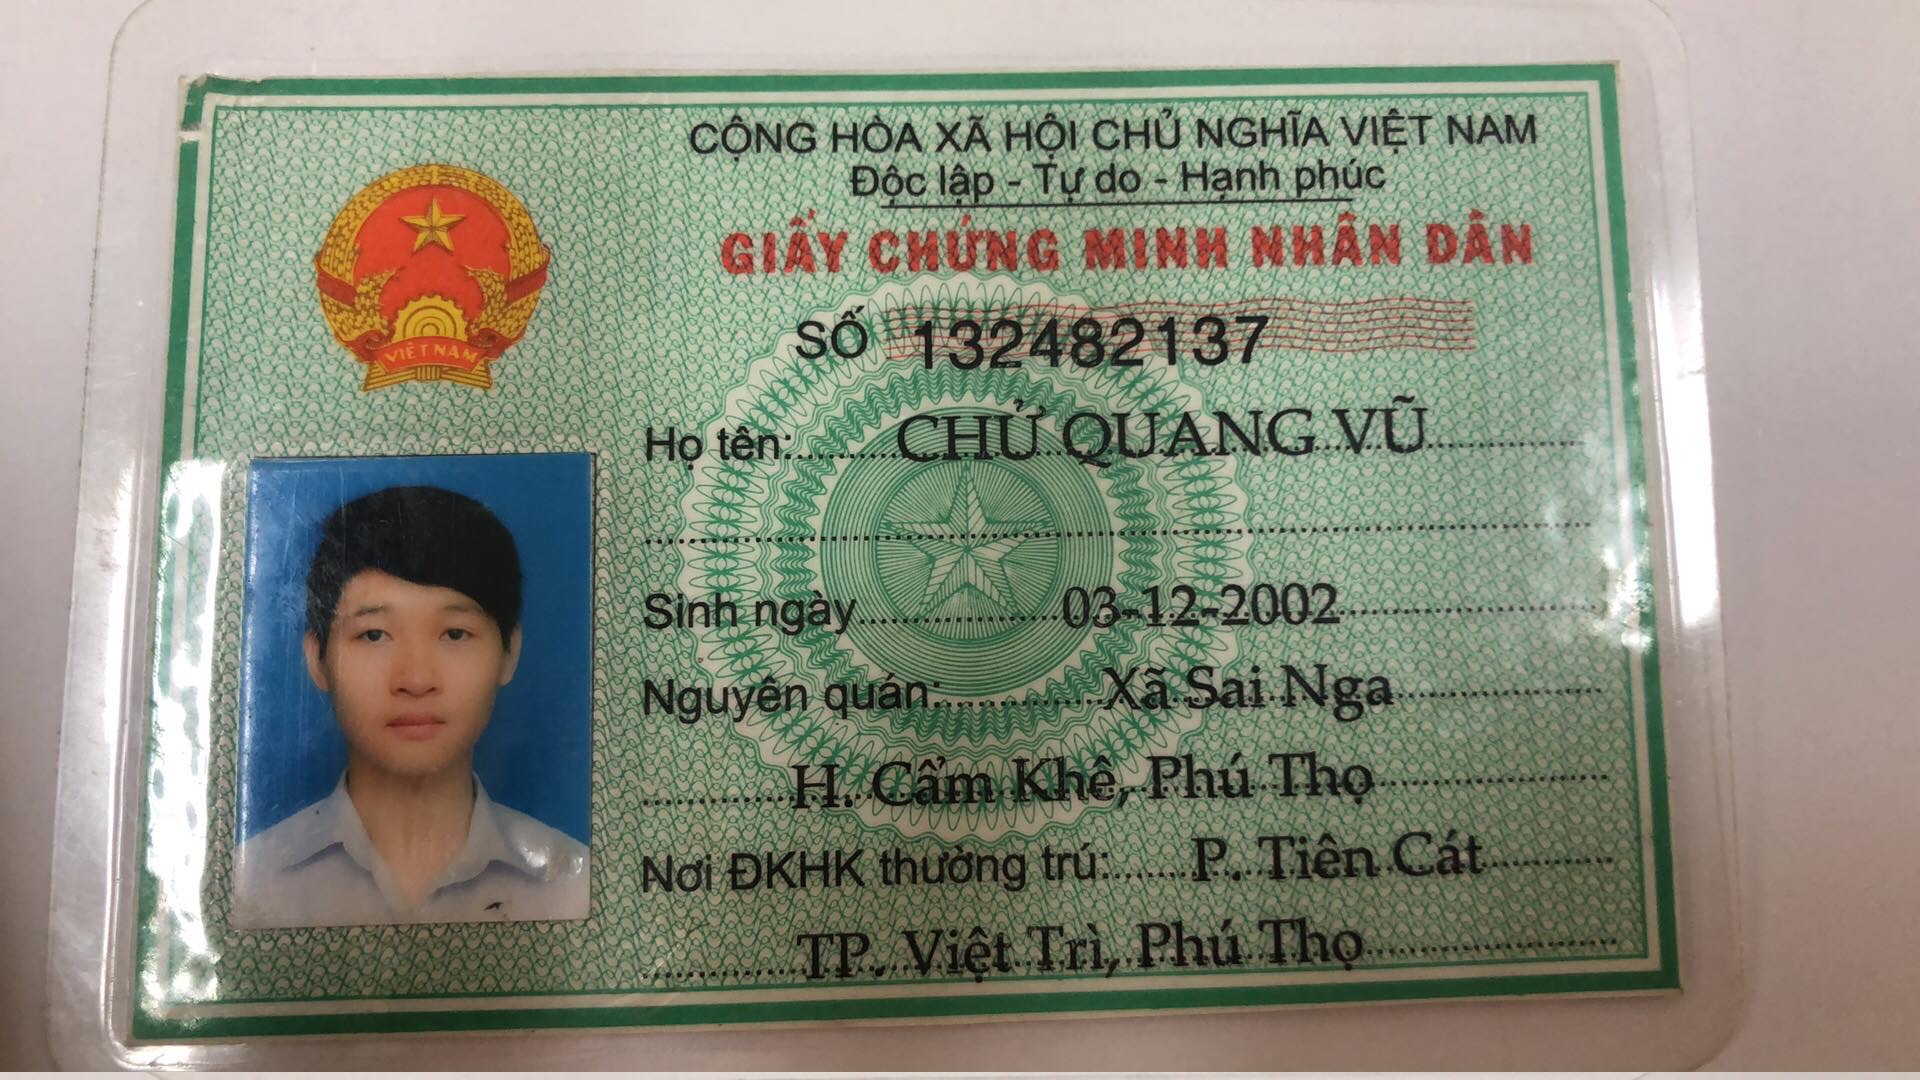 CỘNG HÒA XÃ HỘI CHỦ NGHĨA VIỆT NAM
Độc lập - Tự do - Hạnh phúc
GIẤY CHỨNG MINH NHÂN DÂN
SỐ 132482137
VIỆT NAM
Họ tên: CHỬ QUANG VŨ
Sinh ngày 03-12-2002
Nguyên quán: Xã Sai Nga
H. Cẩm Khê, Phú Thọ
Nơi ĐKHK thường trú: P. Tiên Cát
TP. Việt Trì, Phú Thọ